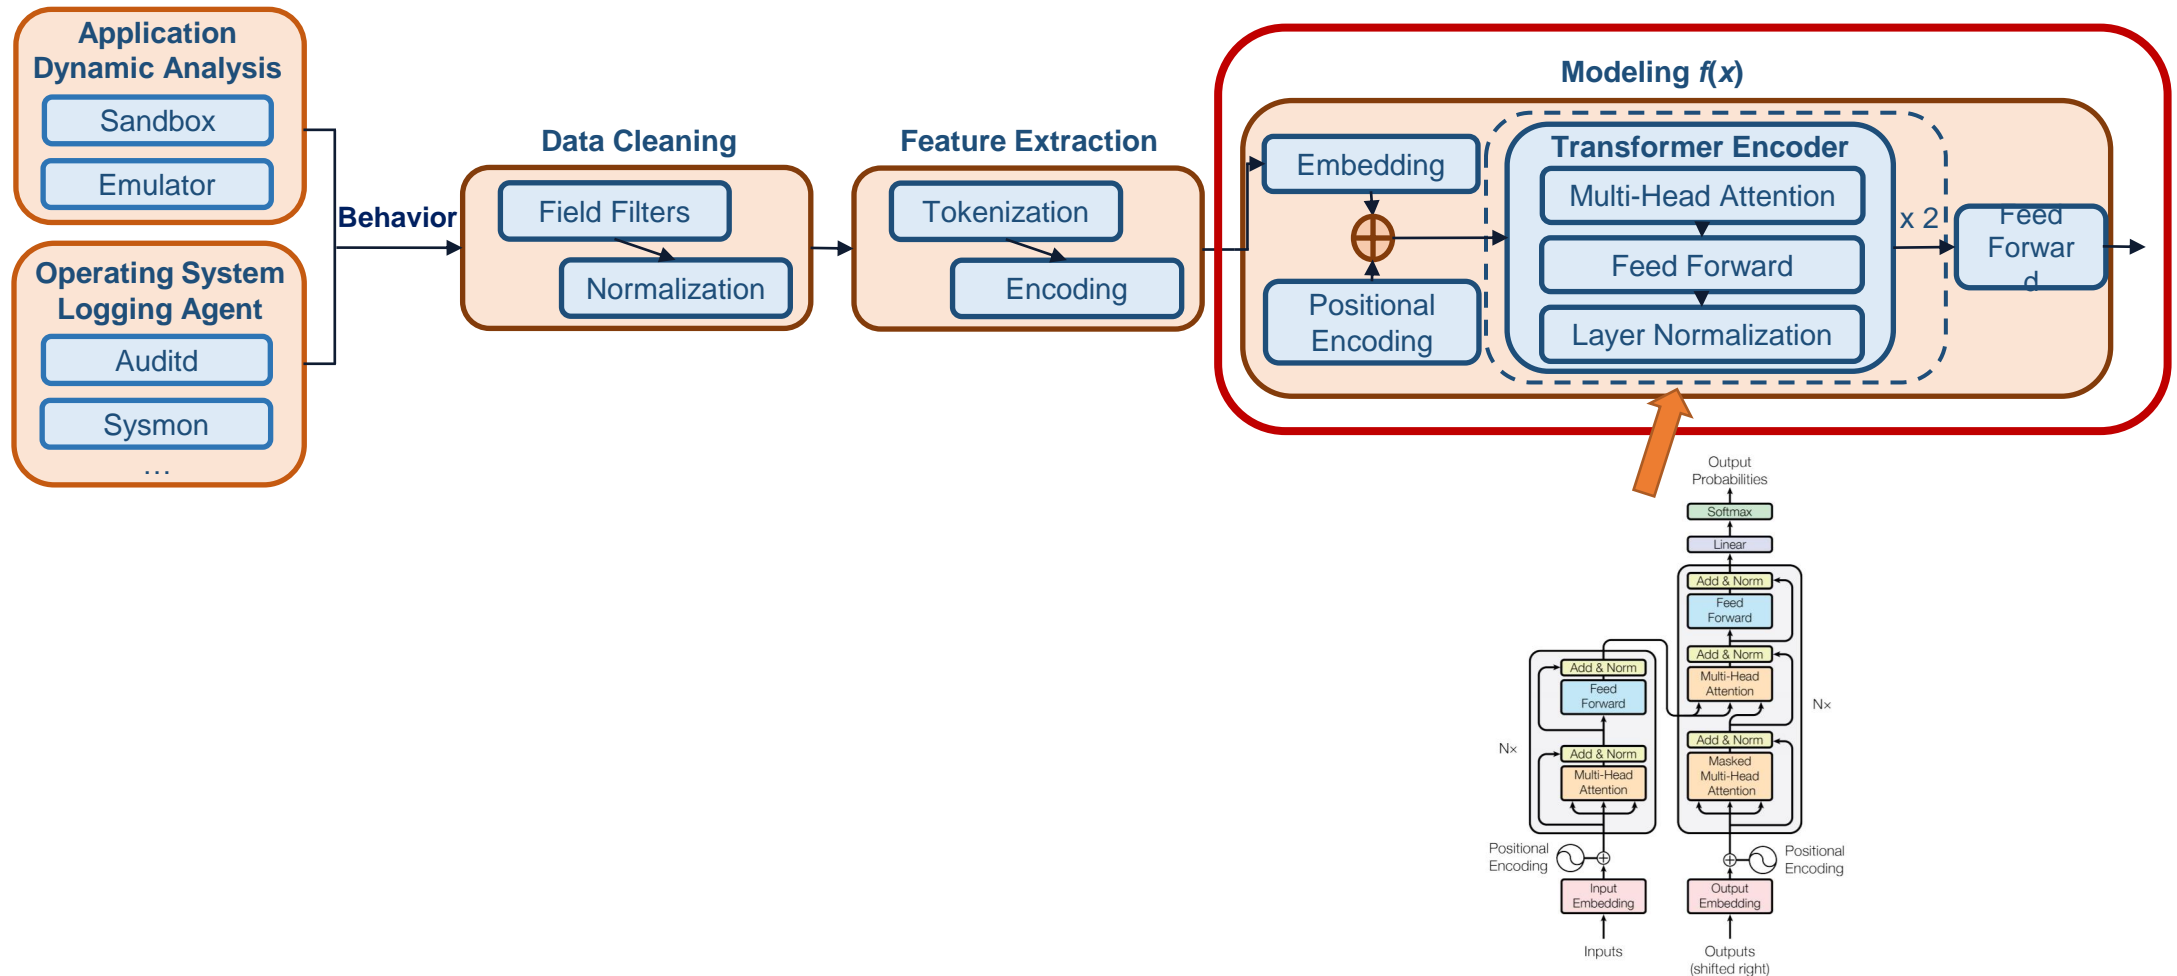 Application
Dynamic Analysis
Sandbox
Emulator
Operating System
Logging Agent
Auditd
Sysmon
...
Behavior
Data Cleaning
Field Filters
Normalization
Feature Extraction
Tokenization
Encoding
Modeling f(x)
Embedding
Positional
Encoding
Transformer Encoder
Multi-Head Attention
Feed Forward
Layer Normalization
x 2
Feed
Forwar
d
Output
Probabilities
Softmax
Linear
Add & Norm
Feed
Forward
Add & Norm
Multi-Head
Attention
Add & Norm
Masked
Multi-Head
Attention
N×
Positional
Encoding
Output
Embedding
Outputs
(shifted right)
Add & Norm
Feed
Forward
Add & Norm
Multi-Head
Attention
N×
Positional
Encoding
Input
Embedding
Inputs